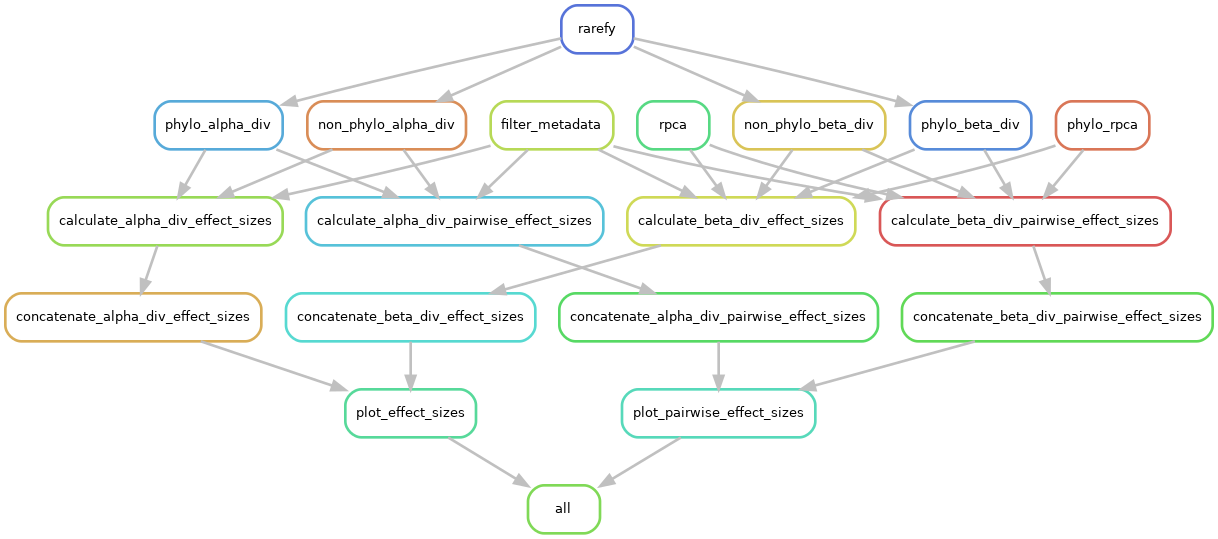 rarefy
phylo_alpha_div
non_phylo_alpha_div
filter_metadata
rpca
non_phylo_beta_div
phylo_beta_div
phylo_rpca
calculate_alpha_div_effect_sizes
calculate_alpha_div_pairwise_effect_sizes
calculate_beta_div_effect_sizes
calculate_beta_div_pairwise_effect_sizes
concatenate_alpha_div_effect_sizes
concatenate_beta_div_effect_sizes
concatenate_alpha_div_pairwise_effect_sizes
concatenate_beta_div_pairwise_effect_sizes
plot_effect_sizes
plot_pairwise_effect_sizes
all